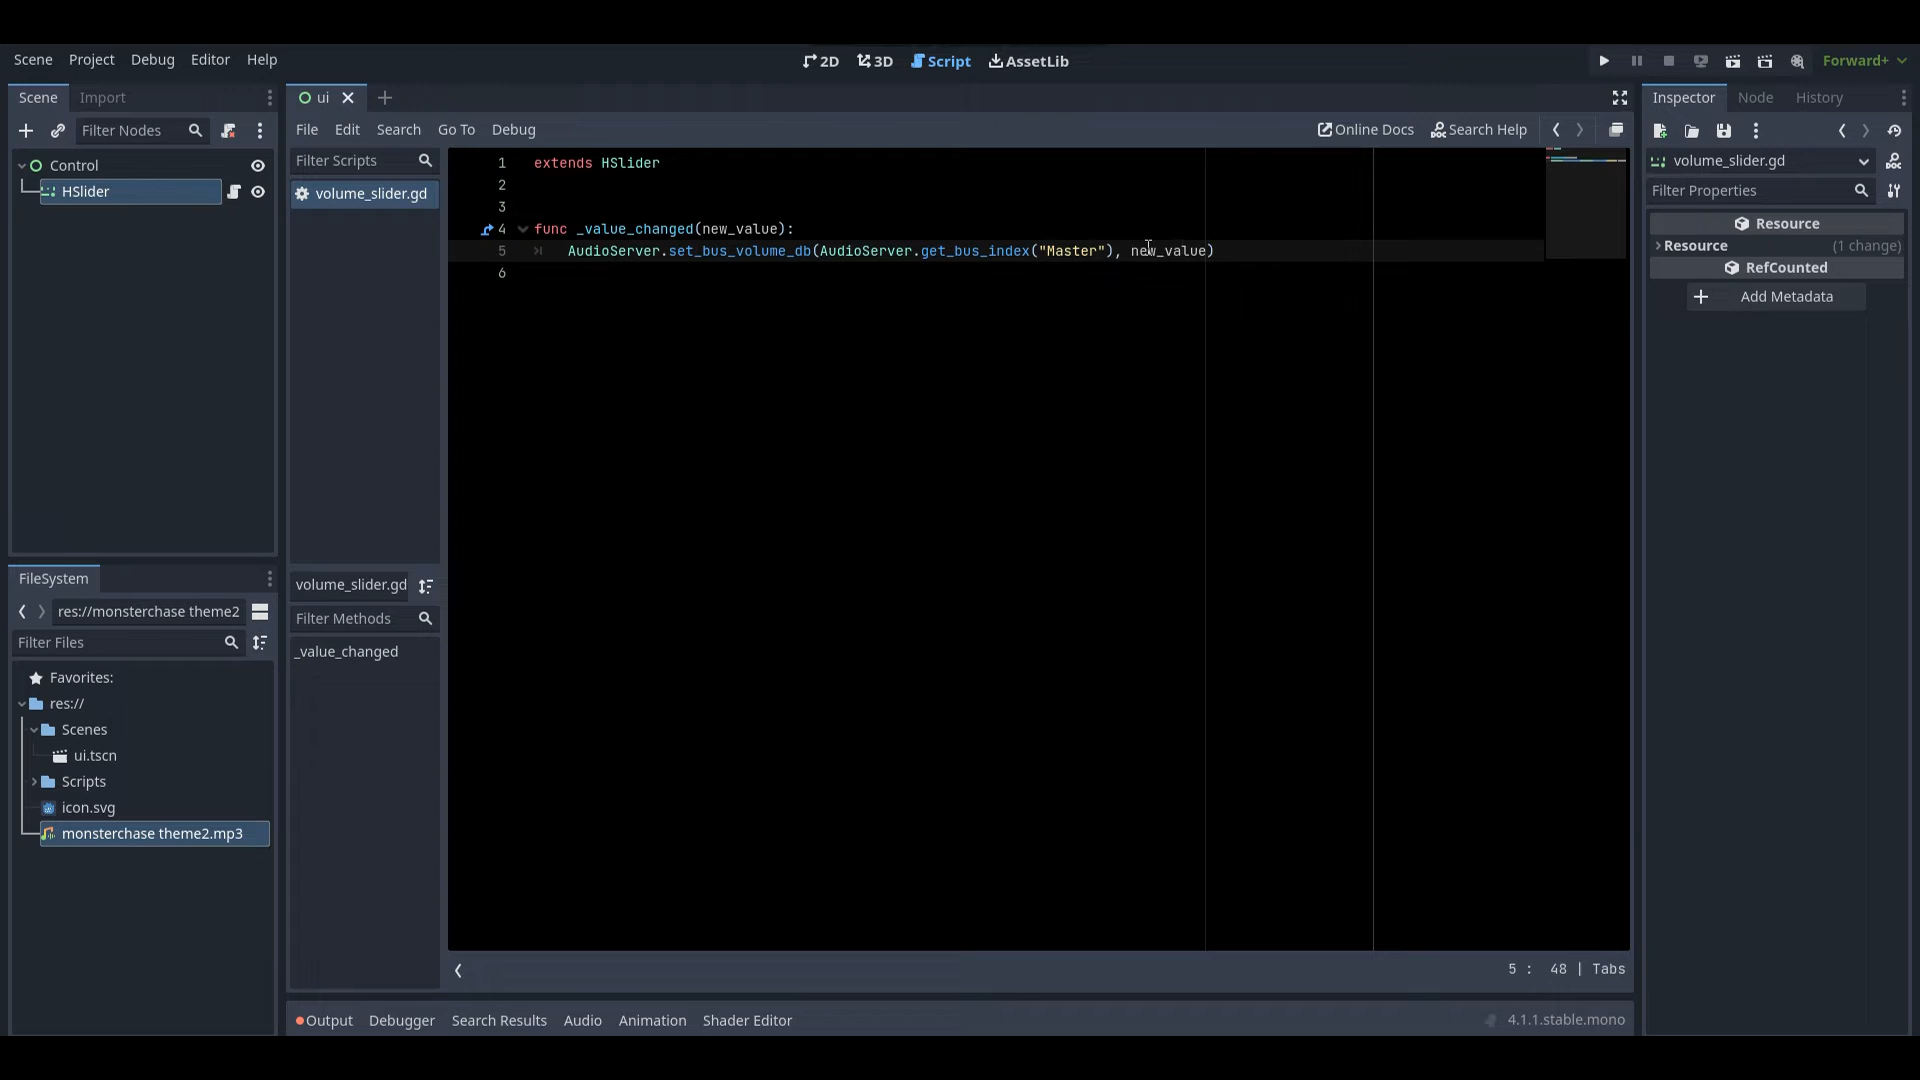 Scene Project Debug Editor Help
2D 3D Script AssetLib
Forward+
Scene Import
Filter Nodes
Control
HSlider
ui
File Edit Search Go To Debug
Online Docs Search Help
Filter Scripts
volume_slider.gd
1 extends HSlider
2
3
4 func _value_changed(new_value):
5 AudioServer.set_bus_volume_db(AudioServer.get_bus_index("Master"), new_value)
6
volume_slider.gd
Filter Methods
_value_changed
5 : 48 | Tabs
Inspector Node History
volume_slider.gd
Filter Properties
Resource
Resource (1 change)
RefCounted
Add Metadata
FileSystem
res://monsterchase theme2
Filter Files
Favorites:
res://
Scenes
ui.tscn
Scripts
icon.svg
monsterchase theme2.mp3
Output Debugger Search Results Audio Animation Shader Editor
4.1.1.stable.mono